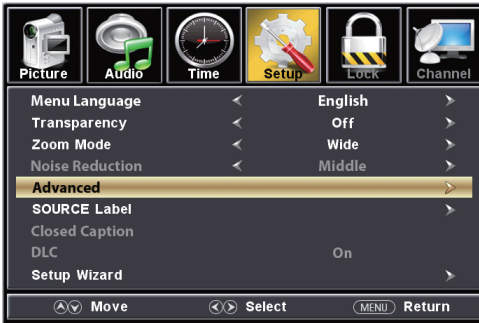 Picture Audio Time Setup Lock Channel
Menu Language English
Transparency Off
Zoom Mode Wide
Noise Reduction Middle
Advanced
SOURCE Label
Closed Caption
DLC On
Setup Wizard
Move Select MENU Return